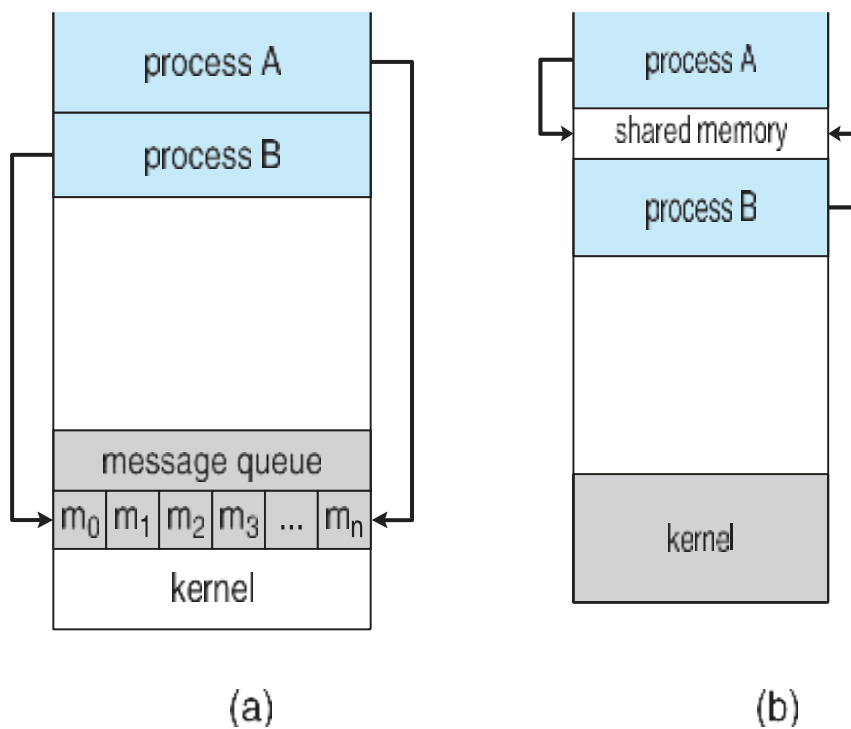 process A
process B
message queue
m0 m1 m2 m3 ... mn
kernel
(a)
process A
shared memory
process B
kernel
(b)